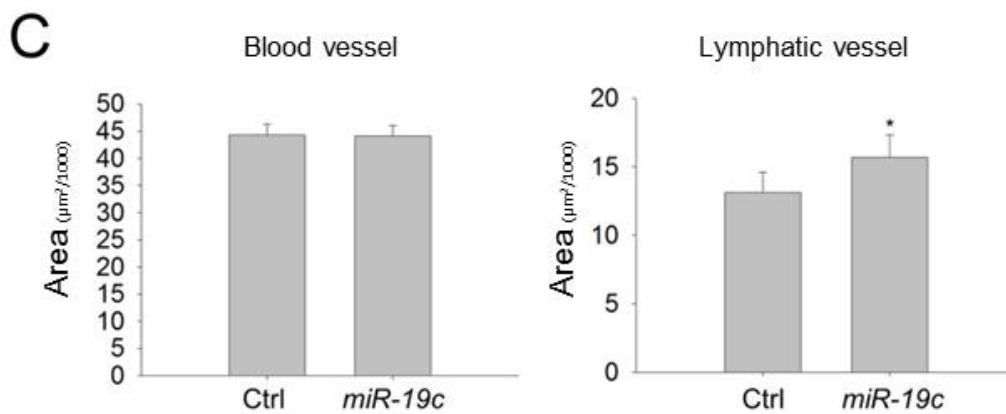 C
Blood vessel
Area (µm²/1000)
50
45
40
35
30
25
20
15
10
5
0
Ctrl
miR-19c
Lymphatic vessel
Area (µm²/1000)
20
15
10
5
0
*
Ctrl
miR-19c